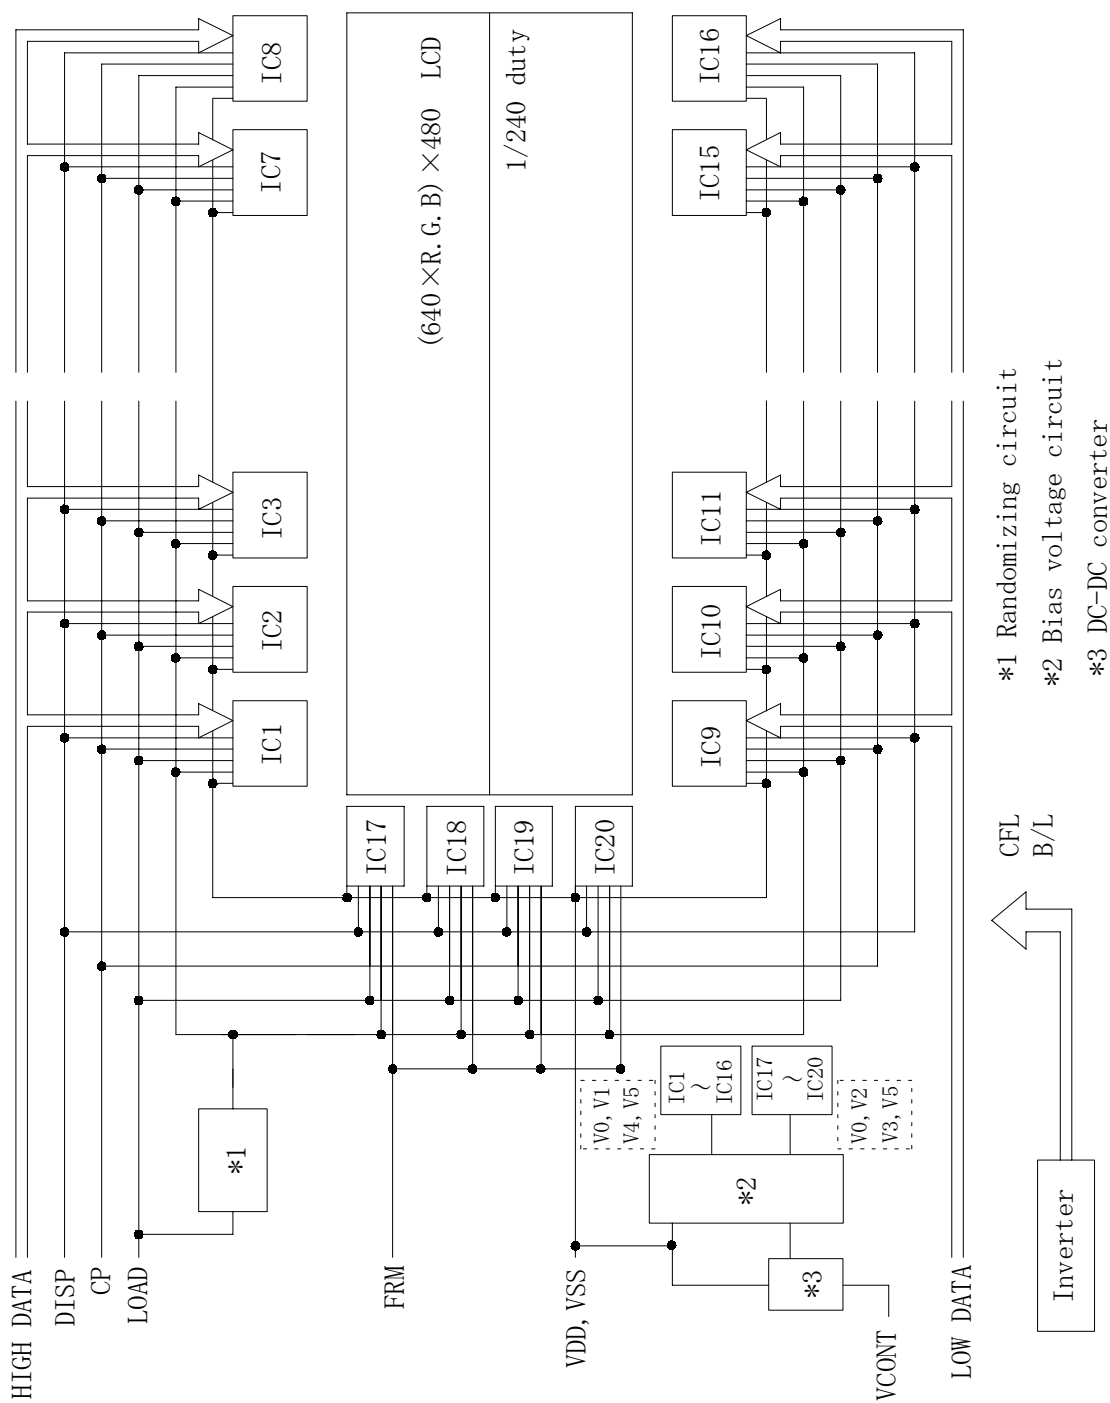 HIGH DATA
DISP
CP
LOAD
FRM
VDD, VSS
VCONT
LOW DATA
*1
*2
*3
V0, V1
V4, V5
IC1
~
IC16
IC17
~
IC20
V0, V2
V3, V5
IC17
IC18
IC19
IC20
IC1
IC2
IC3
IC7
IC8
(640×R.G.B)×480 LCD
1/240 duty
IC9
IC10
IC11
IC15
IC16
Inverter
CFL
B/L
*1 Randomizing circuit
*2 Bias voltage circuit
*3 DC-DC converter